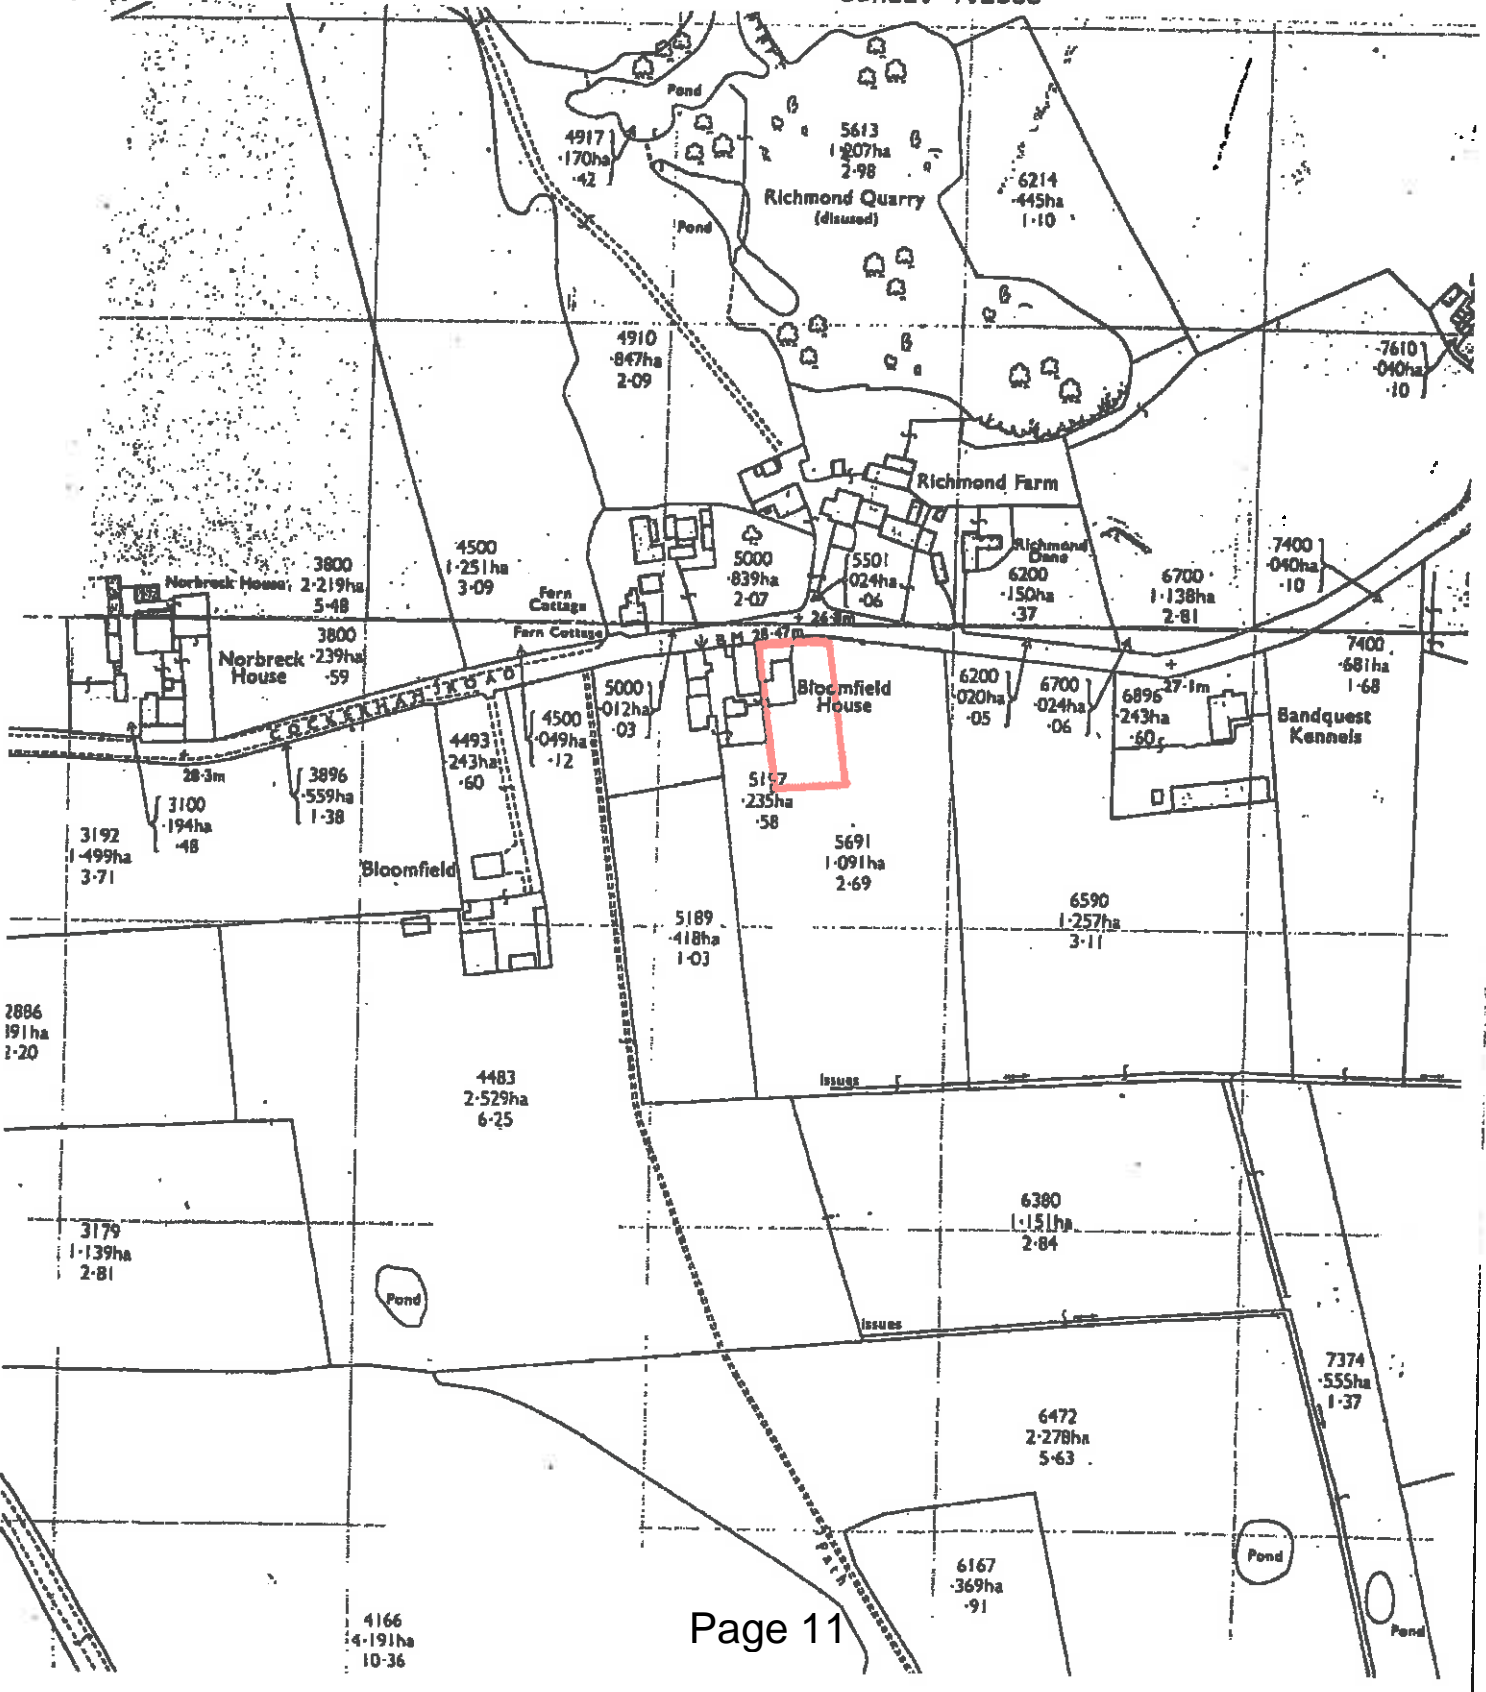 Pond
4917
·170ha
·42
5613
2·98
Richmond Quarry
(disused)
6214
·445ha
1·10
Pond
4910
·847ha
2·09
7610
·040ha
·10
Richmond Farm
4500
1·251ha
3·09
3800
2·219ha
5·48
Norbreck House
Fern
Cottage
Fern Cottage
5000
·839ha
2·07
5501
·024ha
·06
Richmond
Dene
6200
·150ha
·37
6700
1·138ha
2·81
7400
·040ha
·10
3800
·239ha
·59
Norbreck
House
COCKERHAM ROAD
B M 28·47m
7400
·681ha
1·68
5000
·012ha
·03
4500
·049ha
·12
4493
·243ha
·60
Bloomfield
House
6200
·020ha
·05
6700
·024ha
·06
27·1m
6896
·243ha
·60
Bandquest
Kennels
28·3m
3896
·559ha
1·38
3100
·194ha
·48
3192
1·499ha
3·71
·235ha
·58
5691
1·091ha
2·69
Bloomfield
5189
·418ha
1·03
6590
1·257ha
3·11
2886
2·20
4483
2·529ha
6·25
Issues
3179
1·139ha
2·81
Pond
6380
1·151ha
2·84
Issues
7374
·555ha
1·37
6472
2·278ha
5·63
Path
6167
·369ha
·91
Pond
Pond
4166
4·191ha
10·36
Page 11